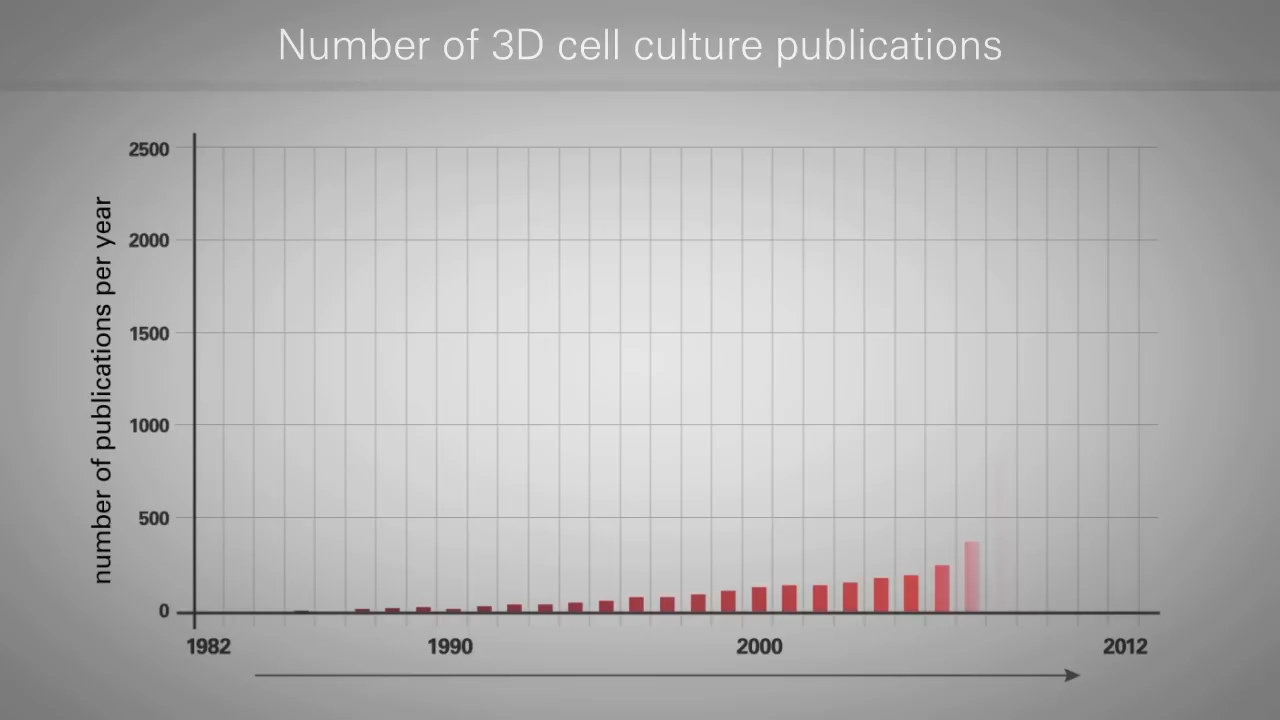 Number of 3D cell culture publications
number of publications per year
2500
2000
1500
1000
500
0
1982 1990 2000 2012